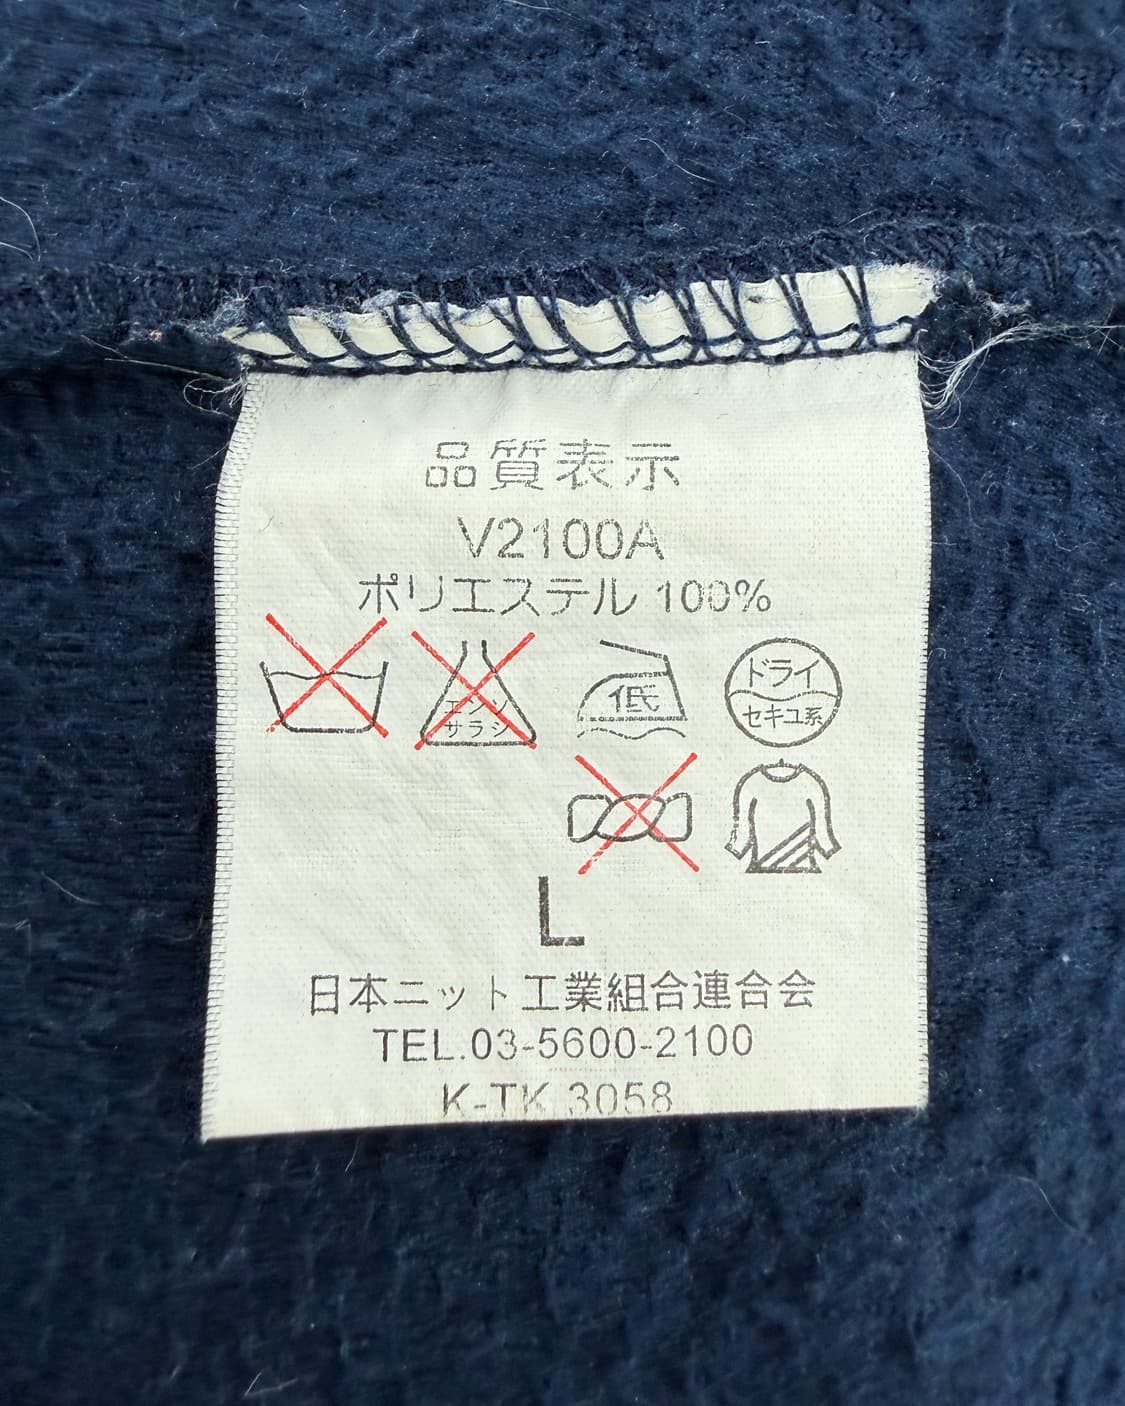 品質表示
V2100A
ポリエステル 100%
エンソ
サラシ
低
ドライ
セキユ系
L
日本ニット工業組合連合会
TEL.03-5600-2100
K-TK 3058